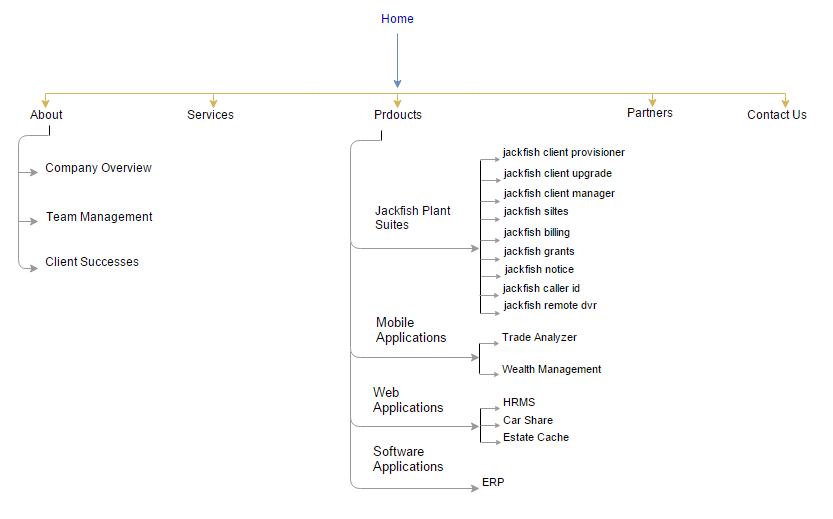 Home
About
Services
Prdoucts
Partners
Contact Us
Company Overview
Team Management
Client Successes
Jackfish Plant
Suites
jackfish client provisioner
jackfish client upgrade
jackfish client manager
jackfish siltes
jackfish billing
jackfish grants
jackfish notice
jackfish caller id
jackfish remote dvr
Mobile
Applications
Trade Analyzer
Wealth Management
Web
Applications
HRMS
Car Share
Estate Cache
Software
Applications
ERP